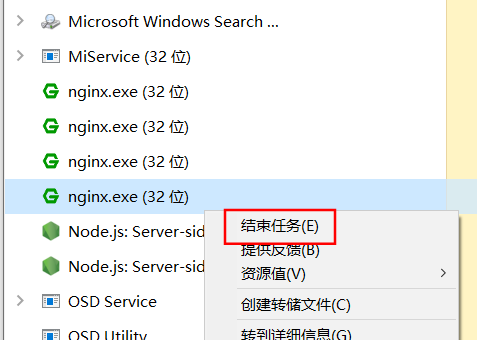 Microsoft Windows Search ...
MiService (32 位)
nginx.exe (32 位)
nginx.exe (32 位)
nginx.exe (32 位)
nginx.exe (32 位)
结束任务(E)
Node.js: Server-sid
提供反馈(B)
Node.js: Server-sid
资源值(V)
OSD Service
创建转储文件(C)
OSD Utility
转到详细信息(G)